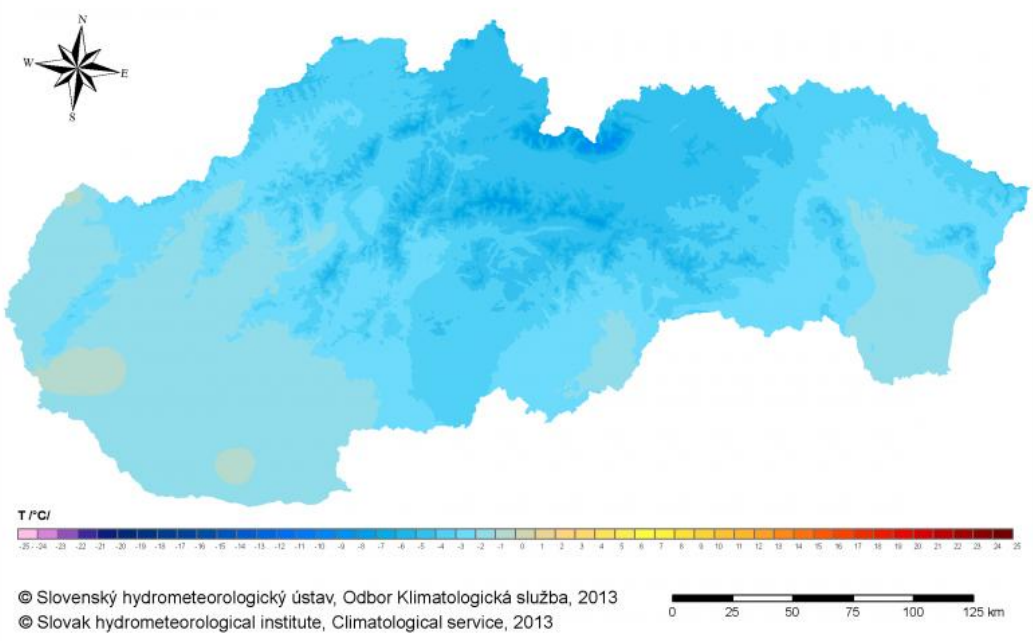 N
W E
S
T /°C/
-25 -24 -23 -22 -21 -20 -19 -18 -17 -16 -15 -14 -13 -12 -11 -10 -9 -8 -7 -6 -5 -4 -3 -2 -1 0 1 2 3 4 5 6 7 8 9 10 11 12 13 14 15 16 17 18 19 20 21 22 23 24 25
© Slovenský hydrometeorologický ústav, Odbor Klimatologická služba, 2013
0 25 50 75 100 125 km
© Slovak hydrometeorological institute, Climatological service, 2013